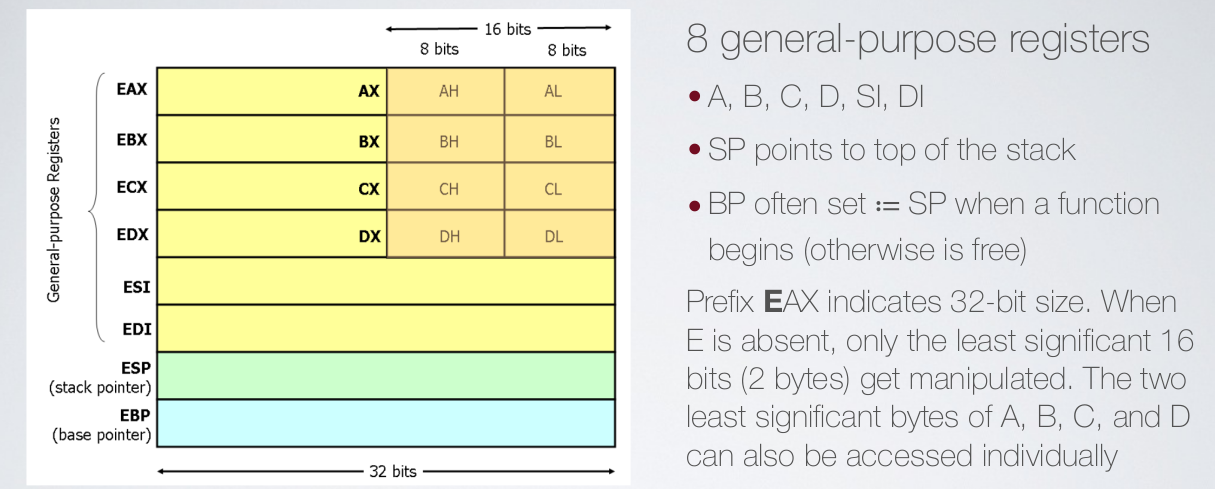 16 bits
8 bits
8 bits
General-purpose Registers
EAX
AX
AH
AL
EBX
BX
BH
BL
ECX
CX
CH
CL
EDX
DX
DH
DL
ESI
EDI
ESP
(stack pointer)
EBP
(base pointer)
32 bits
8 general-purpose registers
• A, B, C, D, SI, DI
• SP points to top of the stack
• BP often set := SP when a function
begins (otherwise is free)
Prefix EAX indicates 32-bit size. When
E is absent, only the least significant 16
bits (2 bytes) get manipulated. The two
least significant bytes of A, B, C, and D
can also be accessed individually